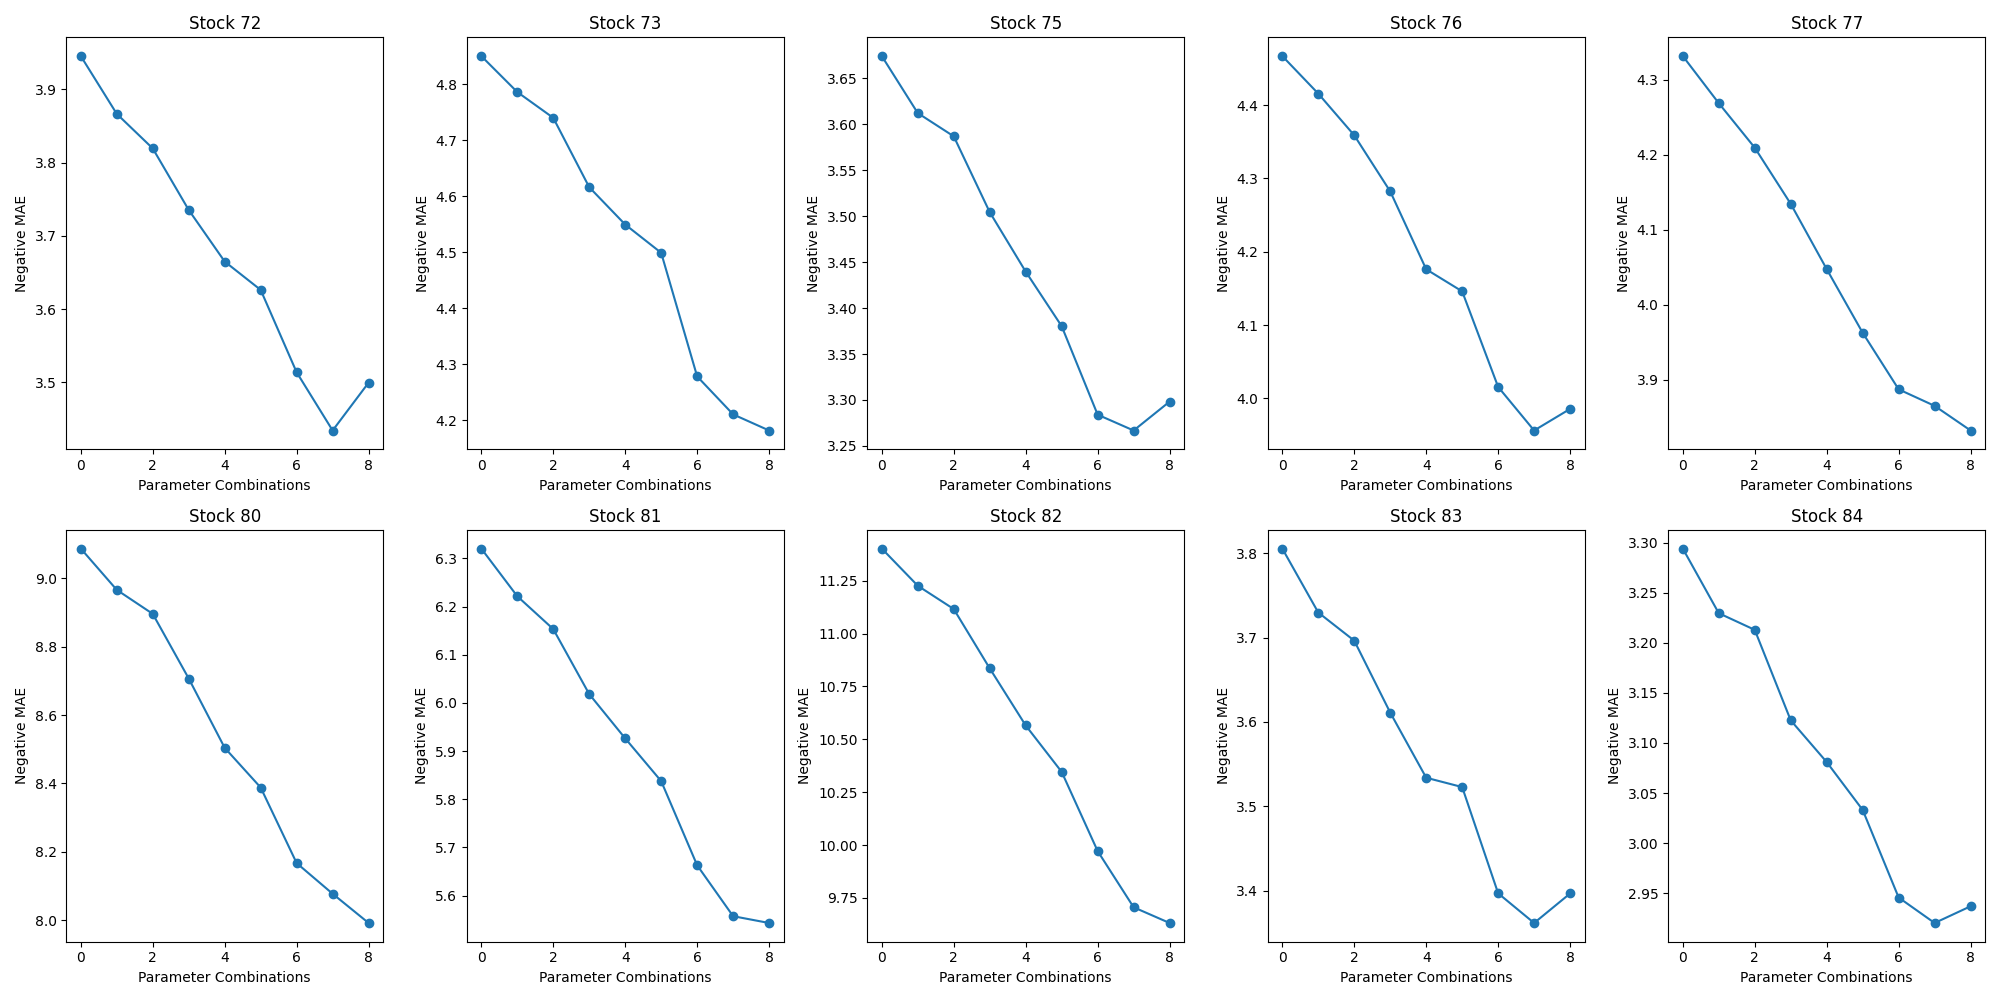 Stock 72
Negative MAE
3.9
3.8
3.7
3.6
3.5
0 2 4 6 8
Parameter Combinations
Stock 73
Negative MAE
4.8
4.7
4.6
4.5
4.4
4.3
4.2
0 2 4 6 8
Parameter Combinations
Stock 75
Negative MAE
3.65
3.60
3.55
3.50
3.45
3.40
3.35
3.30
3.25
0 2 4 6 8
Parameter Combinations
Stock 76
Negative MAE
4.4
4.3
4.2
4.1
4.0
0 2 4 6 8
Parameter Combinations
Stock 77
Negative MAE
4.3
4.2
4.1
4.0
3.9
0 2 4 6 8
Parameter Combinations
Stock 80
Negative MAE
9.0
8.8
8.6
8.4
8.2
8.0
0 2 4 6 8
Parameter Combinations
Stock 81
Negative MAE
6.3
6.2
6.1
6.0
5.9
5.8
5.7
5.6
0 2 4 6 8
Parameter Combinations
Stock 82
Negative MAE
11.25
11.00
10.75
10.50
10.25
10.00
9.75
0 2 4 6 8
Parameter Combinations
Stock 83
Negative MAE
3.8
3.7
3.6
3.5
3.4
0 2 4 6 8
Parameter Combinations
Stock 84
Negative MAE
3.30
3.25
3.20
3.15
3.10
3.05
3.00
2.95
0 2 4 6 8
Parameter Combinations